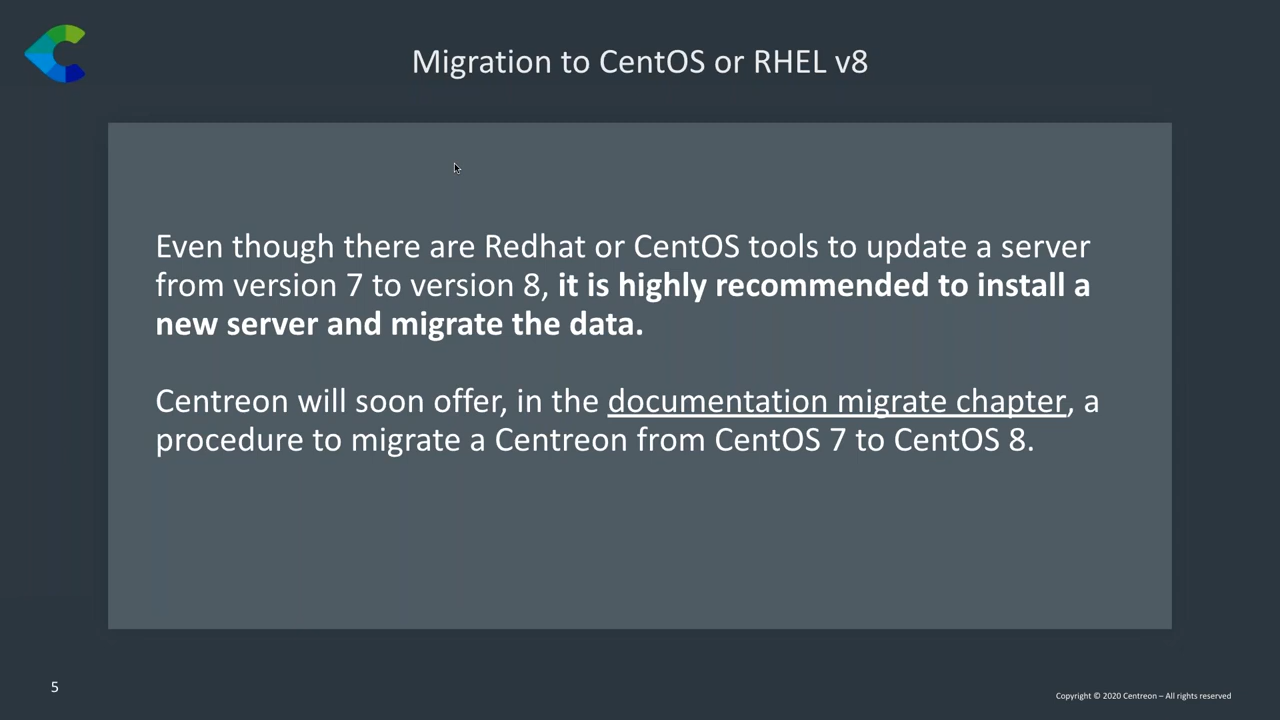 Migration to CentOS or RHEL v8
Even though there are Redhat or CentOS tools to update a server
from version 7 to version 8, it is highly recommended to install a
new server and migrate the data.
Centreon will soon offer, in the documentation migrate chapter, a
procedure to migrate a Centreon from CentOS 7 to CentOS 8.
5
Copyright © 2020 Centreon – All rights reserved